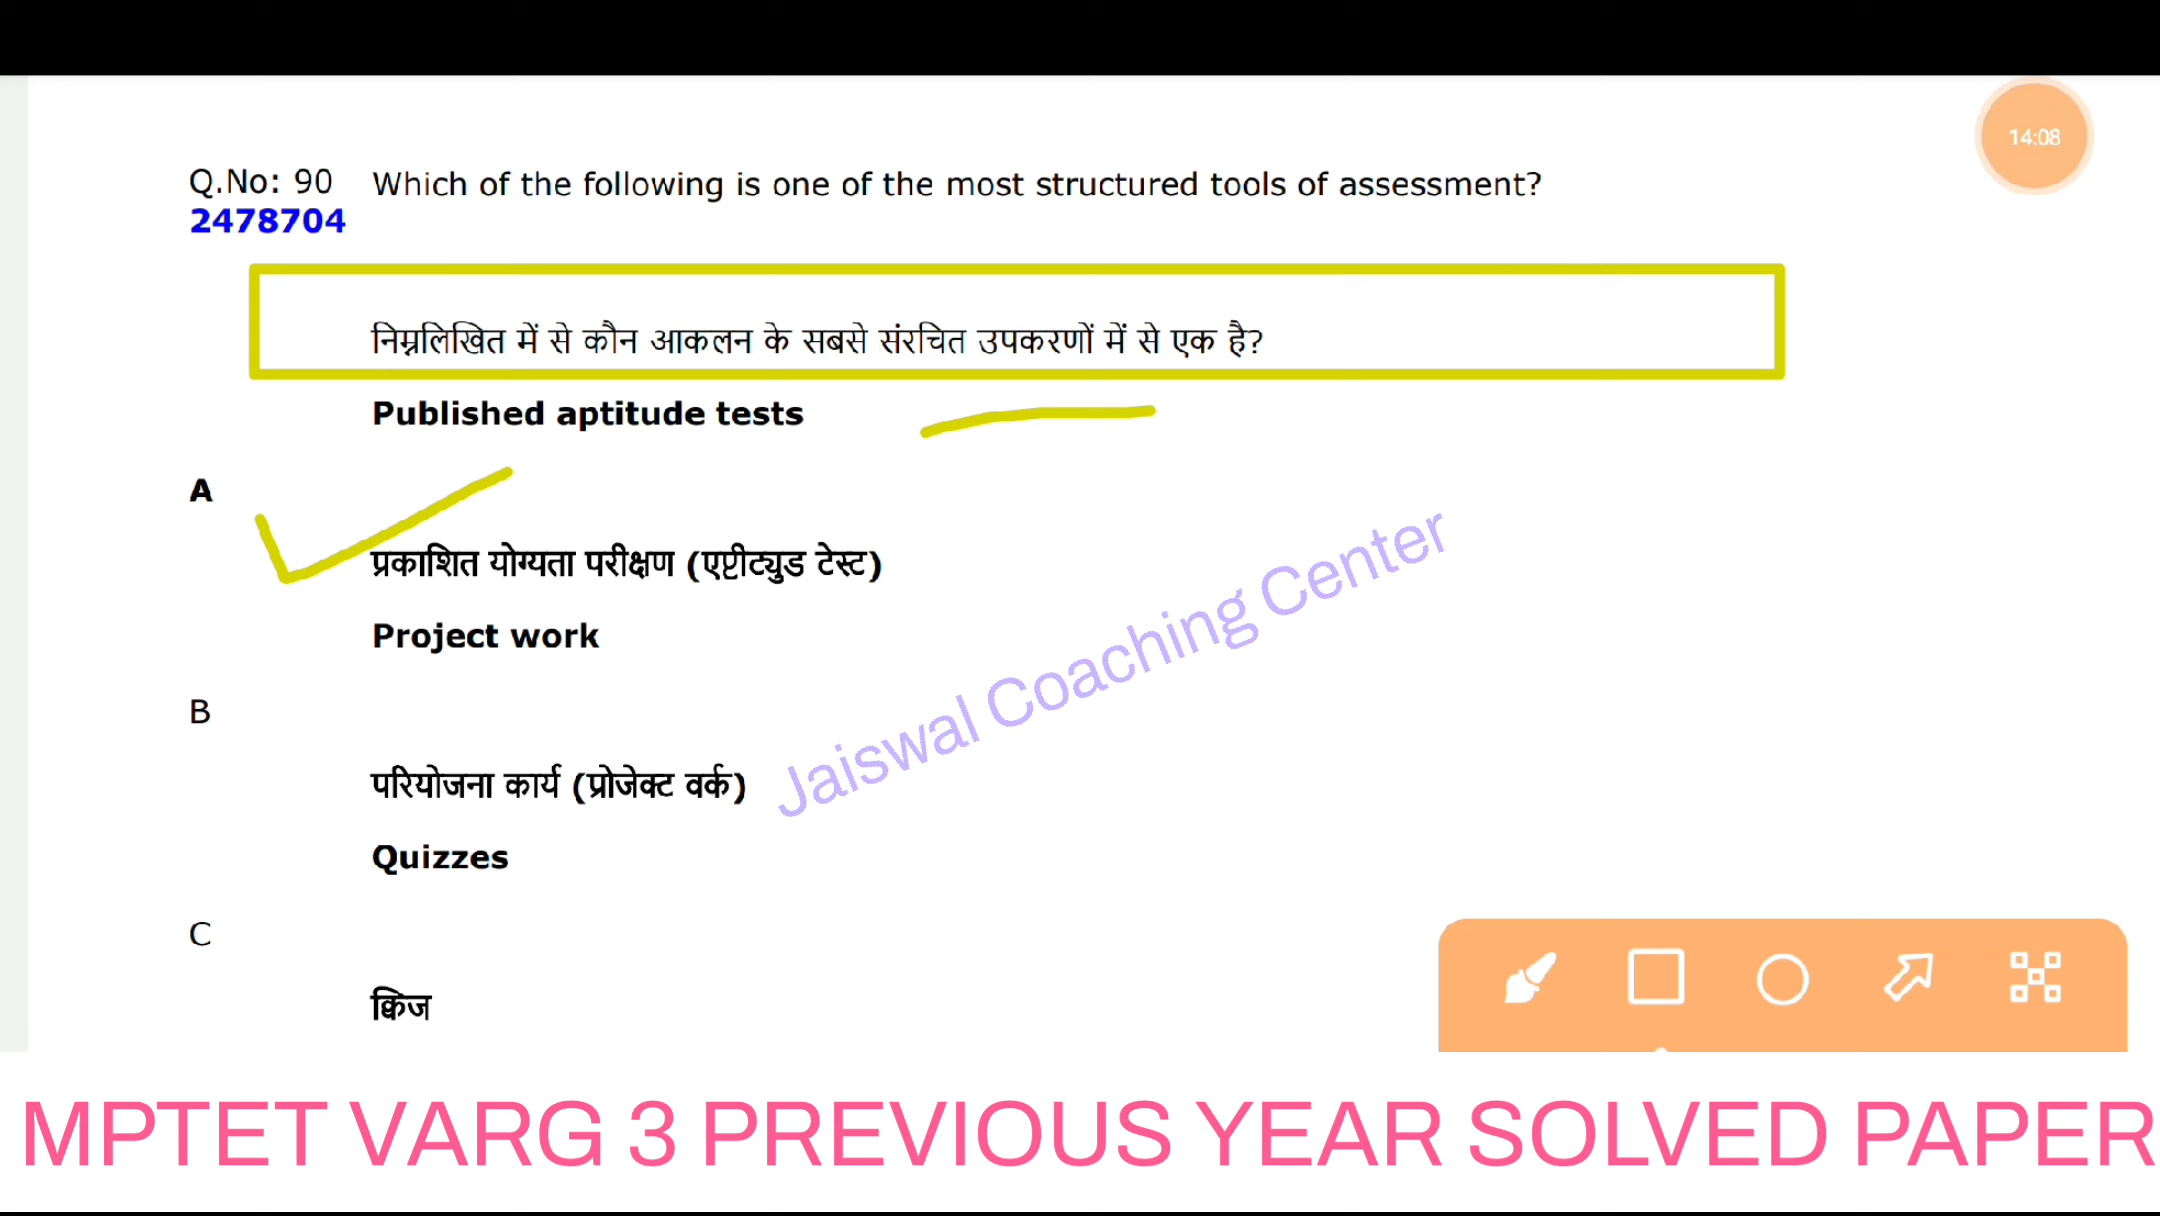 14:08
Q.No: 90 Which of the following is one of the most structured tools of assessment?
2478704
निम्नलिखित में से कौन आकलन के सबसे संरचित उपकरणों में से एक है?
Published aptitude tests
A
प्रकाशित योग्यता परीक्षण (एप्टीट्युड टेस्ट)
Project work
B
परियोजना कार्य (प्रोजेक्ट वर्क)
Quizzes
C
क्विज
Jaiswal Coaching Center
MPTET VARG 3 PREVIOUS YEAR SOLVED PAPER